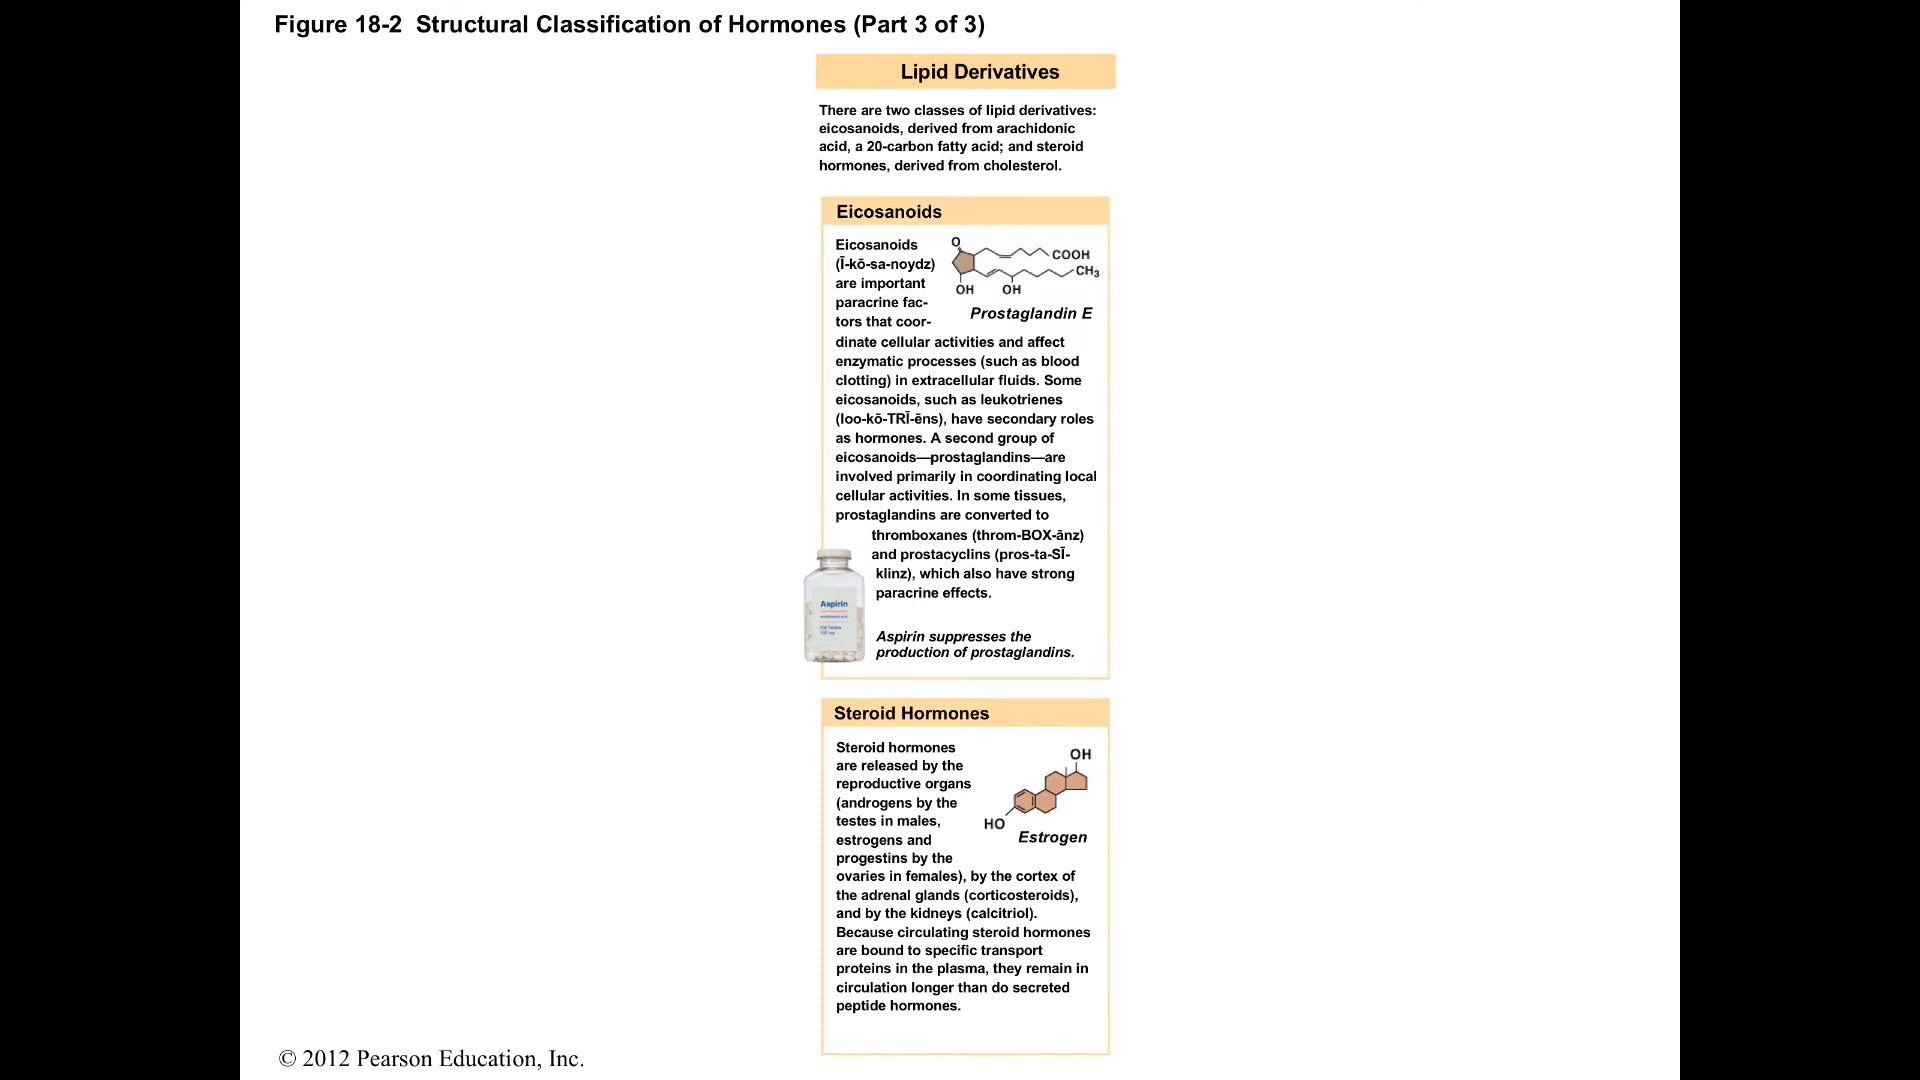 Figure 18-2 Structural Classification of Hormones (Part 3 of 3)
Lipid Derivatives
There are two classes of lipid derivatives:
eicosanoids, derived from arachidonic
acid, a 20-carbon fatty acid; and steroid
hormones, derived from cholesterol.
Eicosanoids
Eicosanoids
(Ī-kō-sa-noydz)
are important
paracrine fac-
tors that coor-
O
COOH
CH3
OH OH
Prostaglandin E
dinate cellular activities and affect
enzymatic processes (such as blood
clotting) in extracellular fluids. Some
eicosanoids, such as leukotrienes
(loo-kō-TRĪ-ēns), have secondary roles
as hormones. A second group of
eicosanoids—prostaglandins—are
involved primarily in coordinating local
cellular activities. In some tissues,
prostaglandins are converted to
thromboxanes (throm-BOX-ānz)
and prostacyclins (pros-ta-SĪ-
klinz), which also have strong
paracrine effects.
Aspirin
Aspirin suppresses the
production of prostaglandins.
Steroid Hormones
Steroid hormones
are released by the
reproductive organs
(androgens by the
testes in males,
estrogens and
progestins by the
OH
HO
Estrogen
ovaries in females), by the cortex of
the adrenal glands (corticosteroids),
and by the kidneys (calcitriol).
Because circulating steroid hormones
are bound to specific transport
proteins in the plasma, they remain in
circulation longer than do secreted
peptide hormones.
© 2012 Pearson Education, Inc.